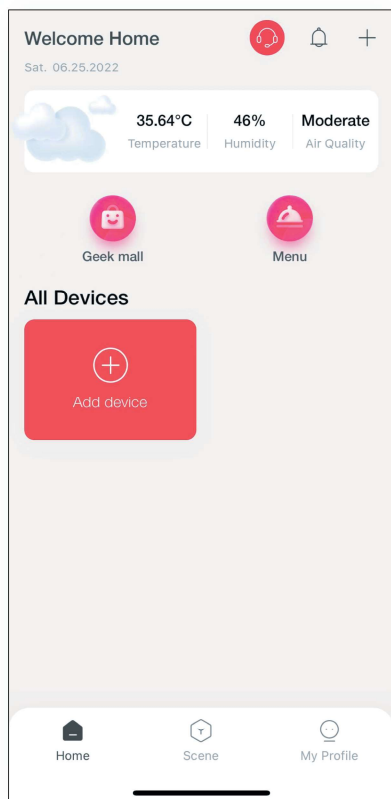 Welcome Home
Sat. 06.25.2022
35.64°C 46% Moderate
Temperature Humidity Air Quality
Geek mall Menu
All Devices
Add device
T
Home Scene My Profile